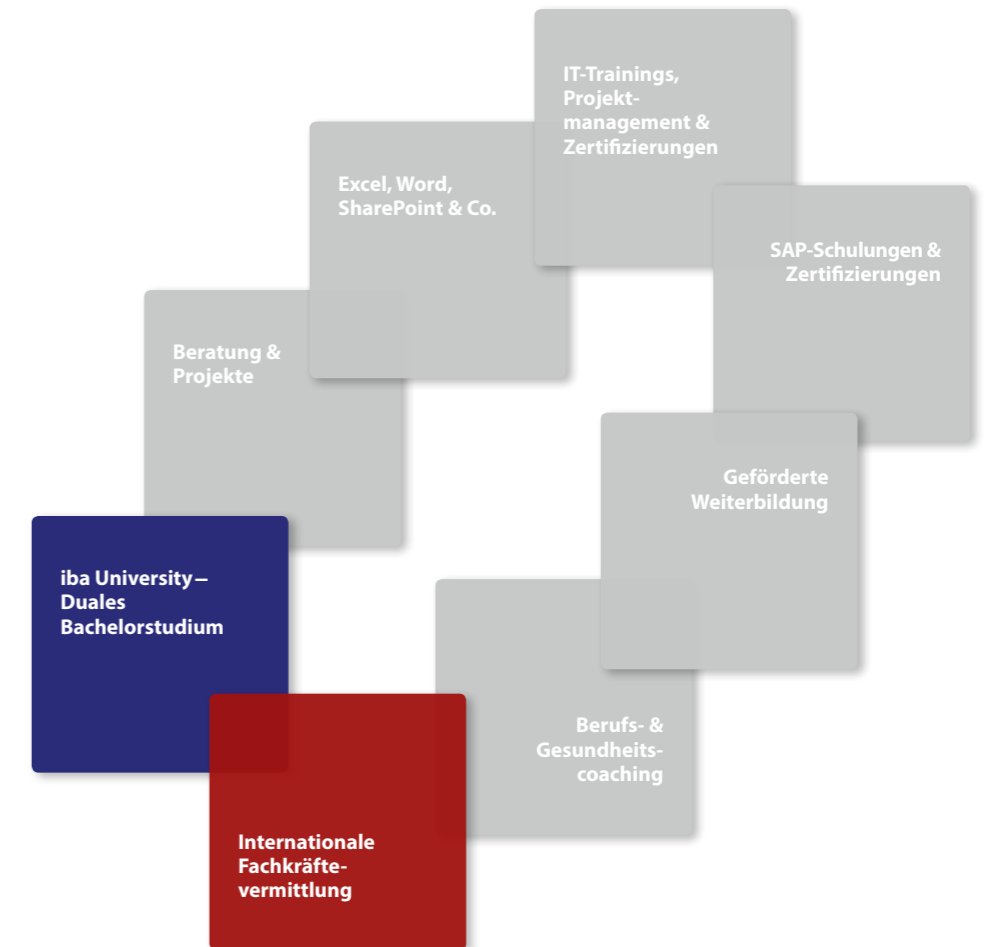 IT-Trainings,
Projekt-
management &
Zertifizierungen
Excel, Word,
SharePoint & Co.
SAP-Schulungen &
Zertifizierungen
Beratung &
Projekte
Geförderte
Weiterbildung
iba University –
Duales
Bachelorstudium
Berufs- &
Gesundheits-
coaching
Internationale
Fachkräfte-
vermittlung